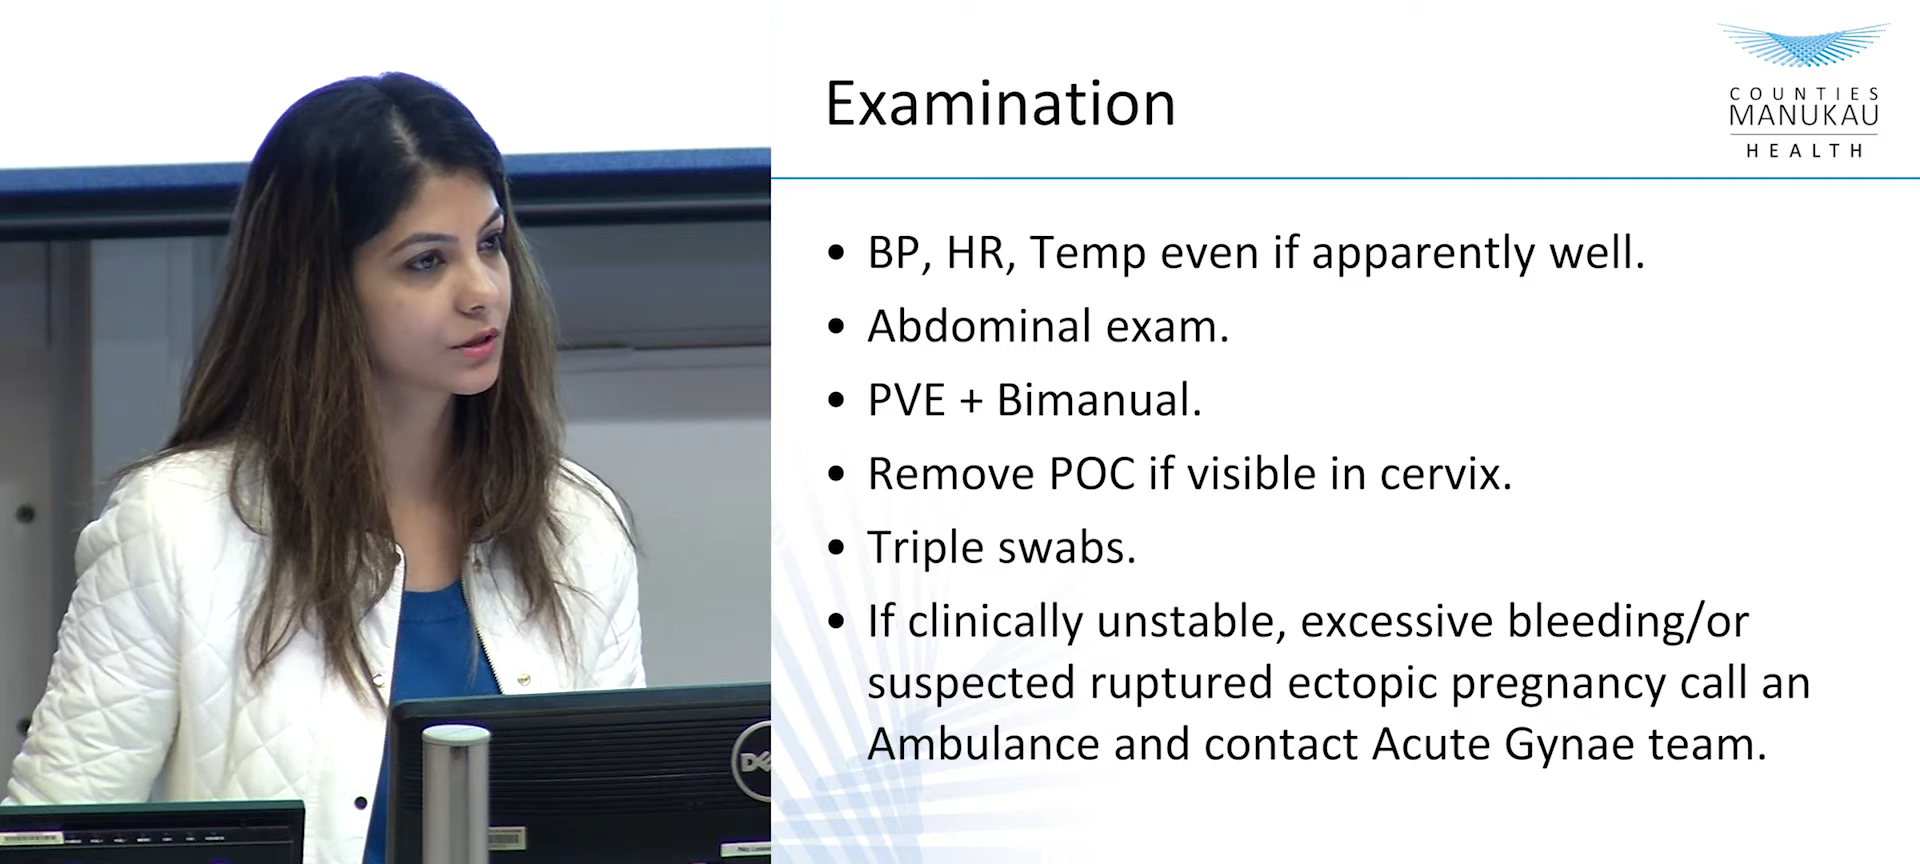 Examination
COUNTIES
MANUKAU
HEALTH
• BP, HR, Temp even if apparently well.
• Abdominal exam.
• PVE + Bimanual.
• Remove POC if visible in cervix.
• Triple swabs.
• If clinically unstable, excessive bleeding/or
suspected ruptured ectopic pregnancy call an
Ambulance and contact Acute Gynae team.